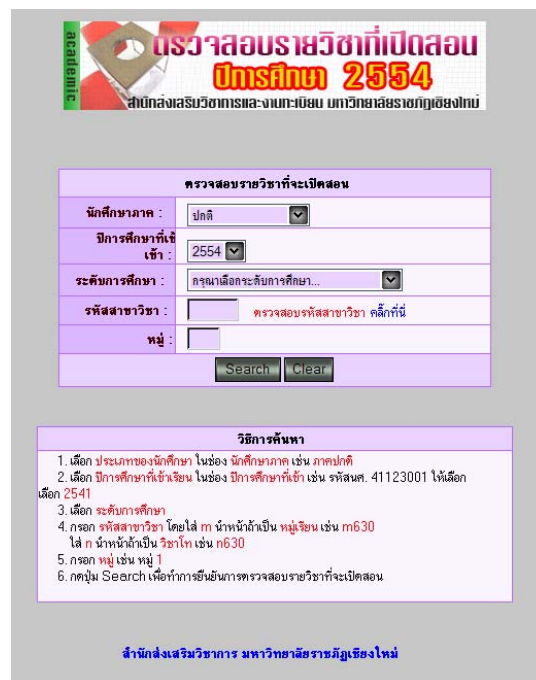 academic
ตรวจสอบรายวิชาที่เปิดสอน
ปีการศึกษา 2554
สำนักส่งเสริมวิชาการและงานทะเบียน มหาวิทยาลัยราชภัฏเชียงใหม่
ตรวจสอบรายวิชาที่จะเปิดสอน
นักศึกษาภาค : ปกติ
ปีการศึกษาที่เข้
เข้า : 2554
ระดับการศึกษา : กรุณาเลือกระดับการศึกษา...
รหัสสาขาวิชา : ตรวจสอบรหัสสาขาวิชา คลิ๊กที่นี่
หมู่ :
Search Clear
วิธีการค้นหา
1. เลือก ประเภทของนักศึกษา ในช่อง นักศึกษาภาค เช่น ภาคปกติ
2. เลือก ปีการศึกษาที่เข้าเรียน ในช่อง ปีการศึกษาที่เข้า เช่น รหัสนศ. 41123001 ให้เลือก
เลือก 2541
3. เลือก ระดับการศึกษา
4. กรอก รหัสสาขาวิชา โดยใส่ m นำหน้าถ้าเป็น หมู่เรียน เช่น m630
ใส่ n นำหน้าถ้าเป็น วิชาโท เช่น n630
5. กรอก หมู่ เช่น หมู่ 1
6. กดปุ่ม Search เพื่อทำการยืนยันการตรวจสอบรายวิชาที่จะเปิดสอน
สำนักส่งเสริมวิชาการ มหาวิทาลัยราชภัฏเชียงใหม่